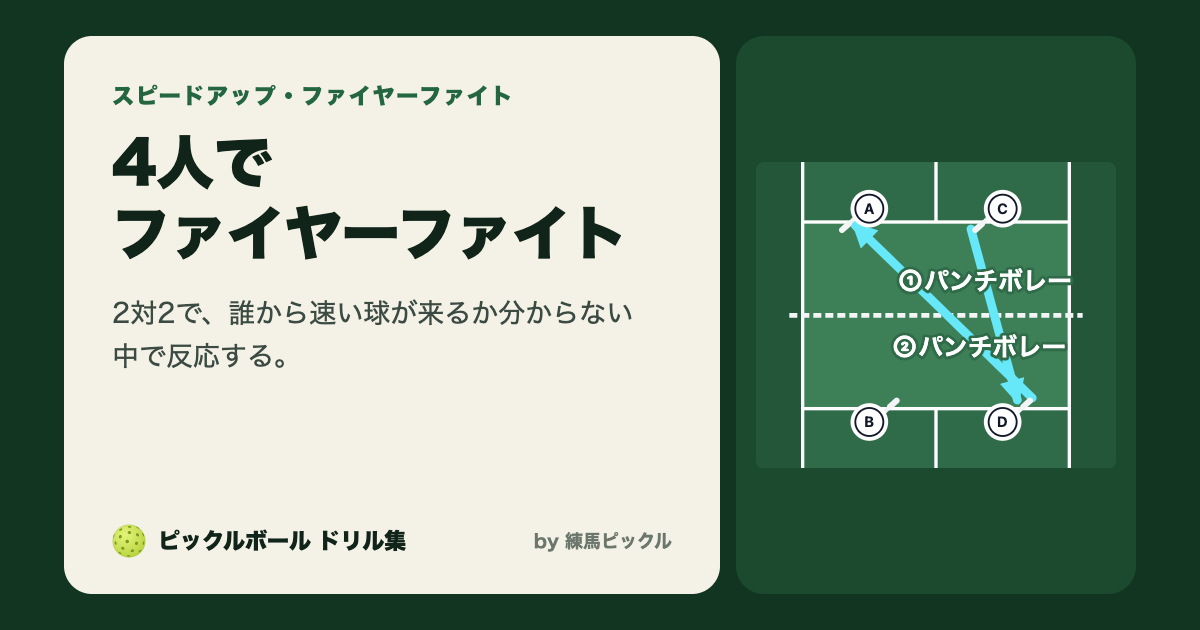 スピードアップ・ファイヤーファイト
4人で
ファイヤーファイト
2対2で、誰から速い球が来るか分からない
中で反応する。
ピックルボール ドリル集
by 練馬ピックル
A
C
①パンチボレー
②パンチボレー
B
D